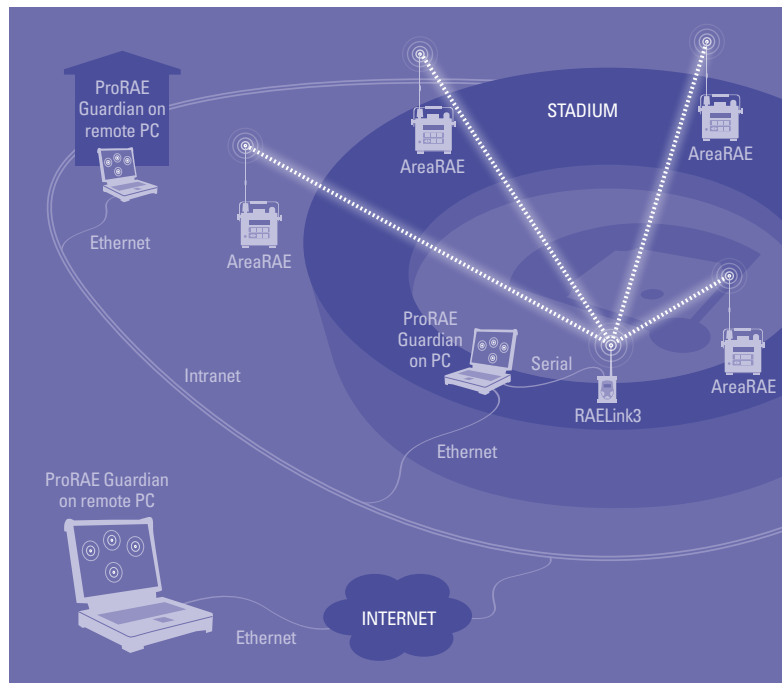 ProRAE
Guardian on
remote PC
STADIUM
AreaRAE
AreaRAE
Ethernet
AreaRAE
ProRAE
Guardian
on PC
Serial
Intranet
AreaRAE
RAELink3
Ethernet
ProRAE Guardian
on remote PC
INTERNET
Ethernet